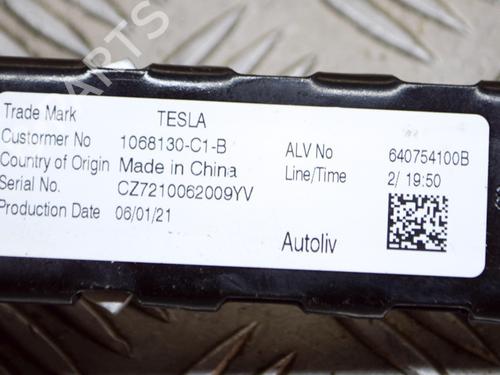 PARTS
Trade Mark TESLA
Custormer No 1068130-C1-B
Country of Origin Made in China
Serial No. CZ7210062009YV
Production Date 06/01/21
ALV No 640754100B
Line/Time 2/ 19:50
Autoliv